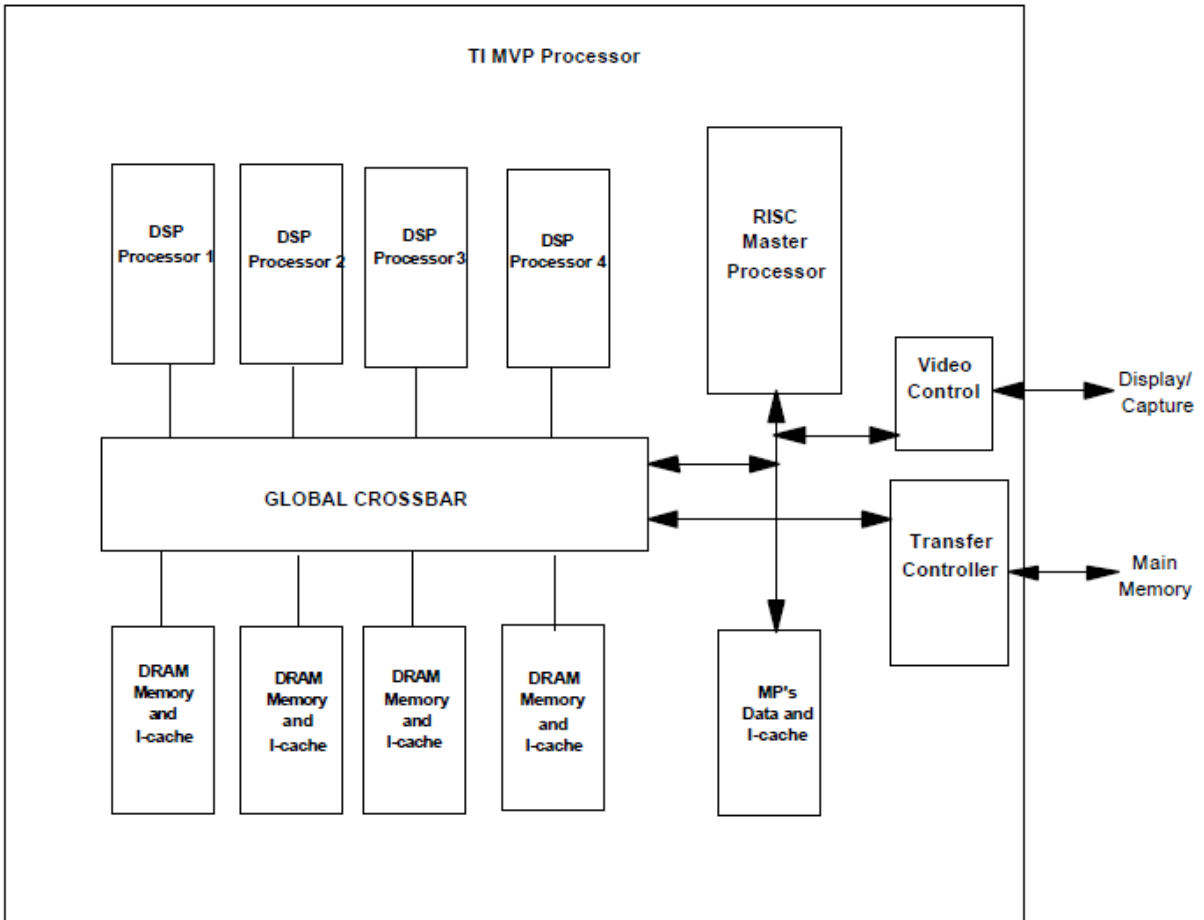 TI MVP Processor
DSP
Processor 1
DSP
Processor 2
DSP
Processor 3
DSP
Processor 4
RISC
Master
Processor
Video
Control
Display/
Capture
GLOBAL CROSSBAR
Transfer
Controller
Main
Memory
DRAM
Memory
and
I-cache
DRAM
Memory
and
I-cache
DRAM
Memory
and
I-cache
DRAM
Memory
and
I-cache
MP's
Data and
I-cache